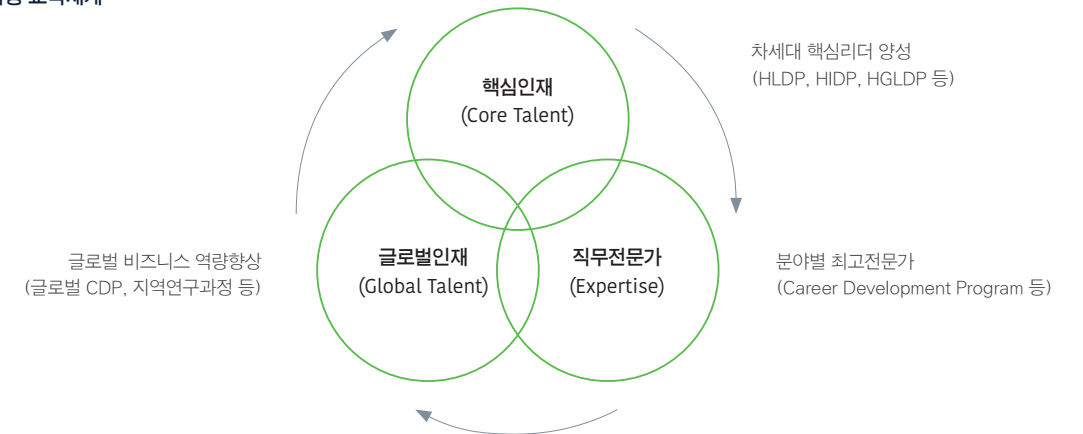 핵심인재
(Core Talent)
차세대 핵심리더 양성
(HLDP, HIDP, HGLDP 등)
글로벌 비즈니스 역량향상
(글로벌 CDP, 지역연구과정 등)
글로벌인재
(Global Talent)
직무전문가
(Expertise)
분야별 최고전문가
(Career Development Program 등)